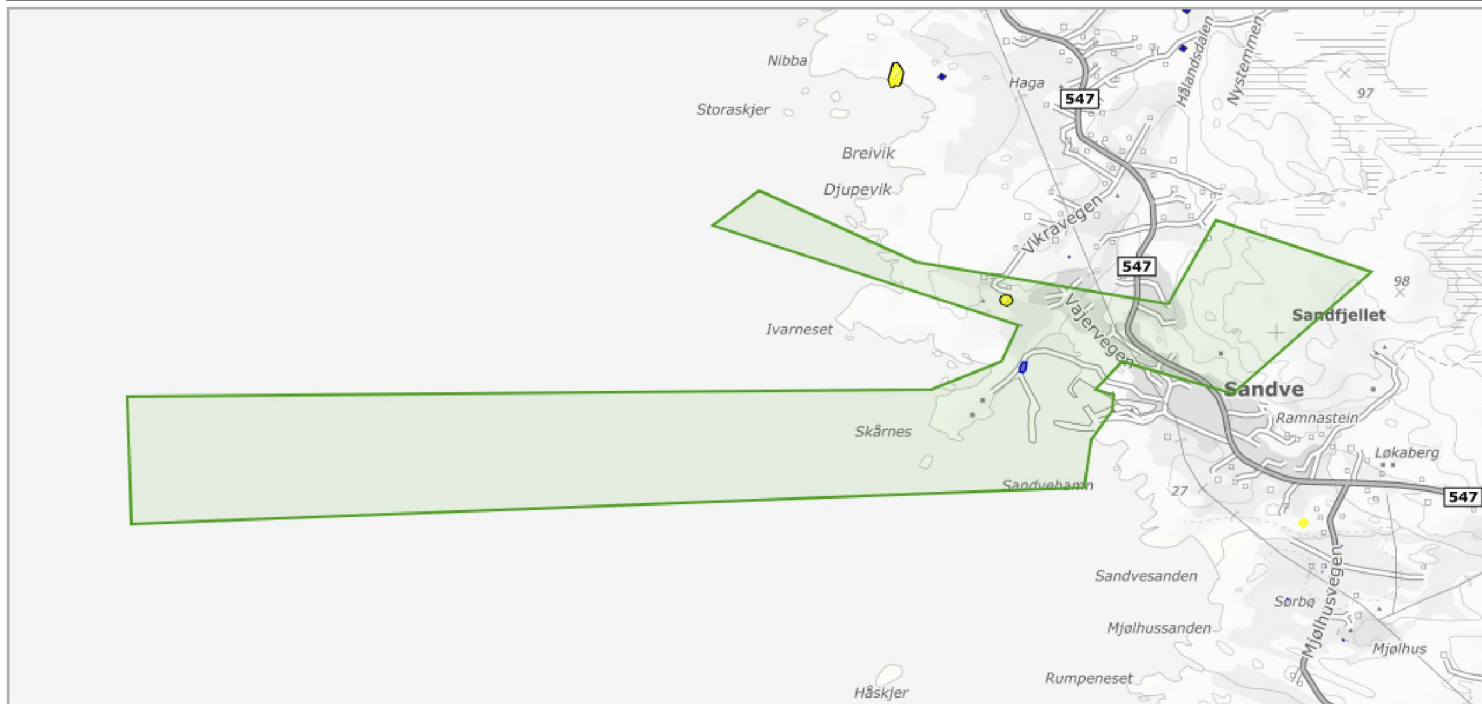 Nibba
Haga
Hålandsdalen
Nystemmen
97
547
Storaskjer
Breivik
Djupevik
Vikravegen
547
98
Sandfjellet
Ivarneset
Vajervegen
Sandve
Ramnastein
Skårnes
Løkaberg
Sandvehamn
27
547
Sandvesanden
Sørbø
Mjølhusvegen
Mjølhussanden
Mjølhus
Rumpeneset
Håskjer